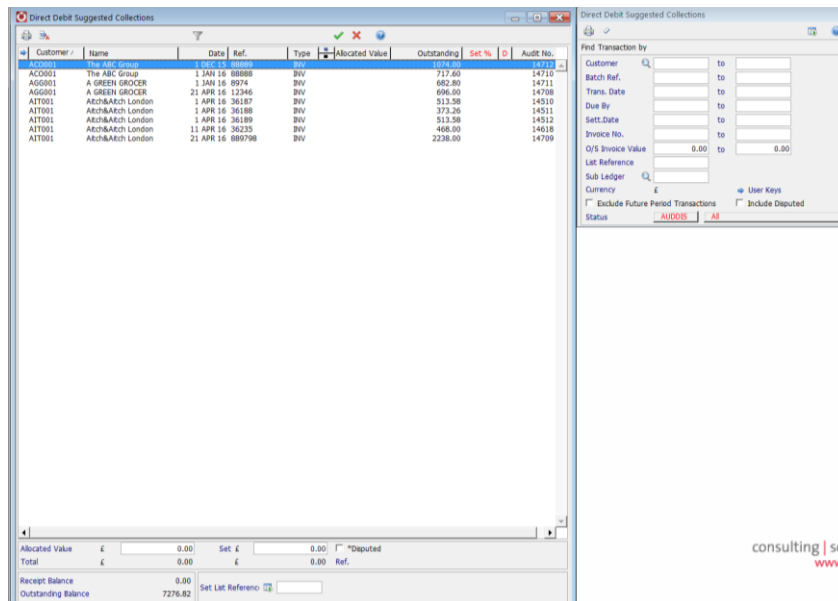 Direct Debit Suggested Collections
Customer / Name Date Ref. Type Allocated Value Outstanding Set % D Audit No.
ACO001 The ABC Group 1 DEC 15 88889 INV 1074.00 14712
ACO001 The ABC Group 1 JAN 16 88888 INV 717.60 14710
AGG001 A GREEN GROCER 1 JAN 16 8974 INV 682.80 14711
AGG001 A GREEN GROCER 21 APR 16 12346 INV 696.00 14708
AIT001 Aitch&Aitch London 1 APR 16 36187 INV 513.58 14510
AIT001 Aitch&Aitch London 1 APR 16 36188 INV 373.26 14511
AIT001 Aitch&Aitch London 1 APR 16 36189 INV 513.58 14512
AIT001 Aitch&Aitch London 11 APR 16 36235 INV 468.00 14618
AIT001 Aitch&Aitch London 21 APR 16 889798 INV 2238.00 14709
Allocated Value £ 0.00 Set £ 0.00 *Disputed
Total £ 0.00 £ 0.00 Ref.
Receipt Balance 0.00
Outstanding Balance 7276.82
Set List Referenc
Direct Debit Suggested Collections
Find Transaction by
Customer to
Batch Ref. to
Trans. Date to
Due By to
Sett.Date to
Invoice No. to
O/S Invoice Value 0.00 to 0.00
List Reference
Sub Ledger
Currency £ User Keys
Exclude Future Period Transactions Include Disputed
Status AUDDIS All
consulting | s
www